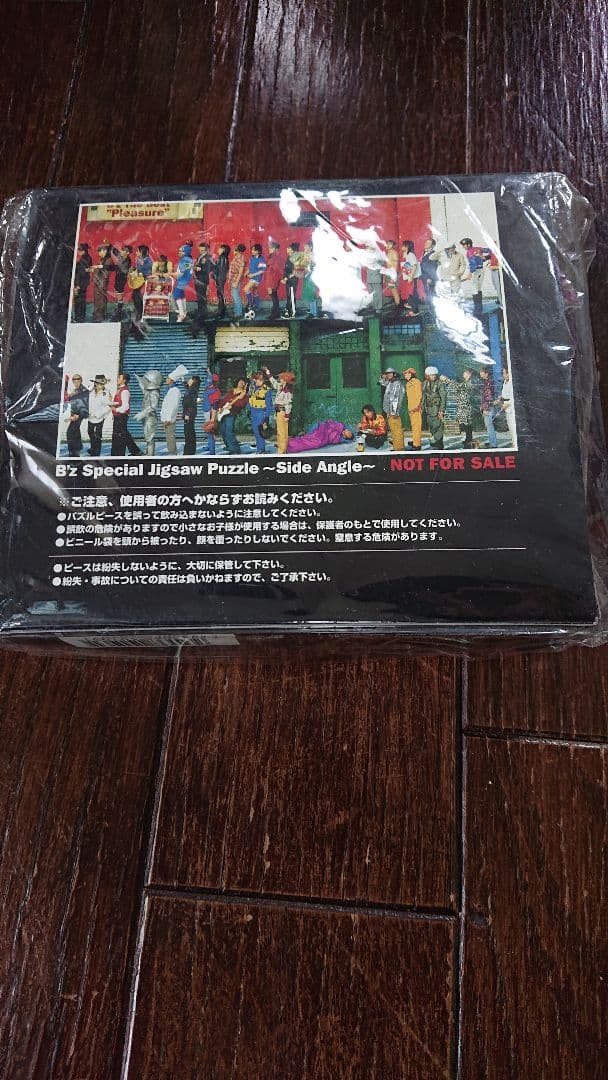 B'z The Best
"Pleasure"
B'z Special Jigsaw Puzzle ～Side Angle～ NOT FOR SALE
※ご注意、使用者の方へかならずお読みください。
●パズルピースを誤って飲み込まないように注意してください。
●誤飲の危険がありますので小さなお子様が使用する場合は、保護者のもとで使用してください。
●ビニール袋を頭から被ったり、顔を覆ったりしないでください。窒息する危険があります。
●ピースは紛失しないように、大切に保管して下さい。
●紛失・事故についての責任は負いかねますので、ご了承下さい。